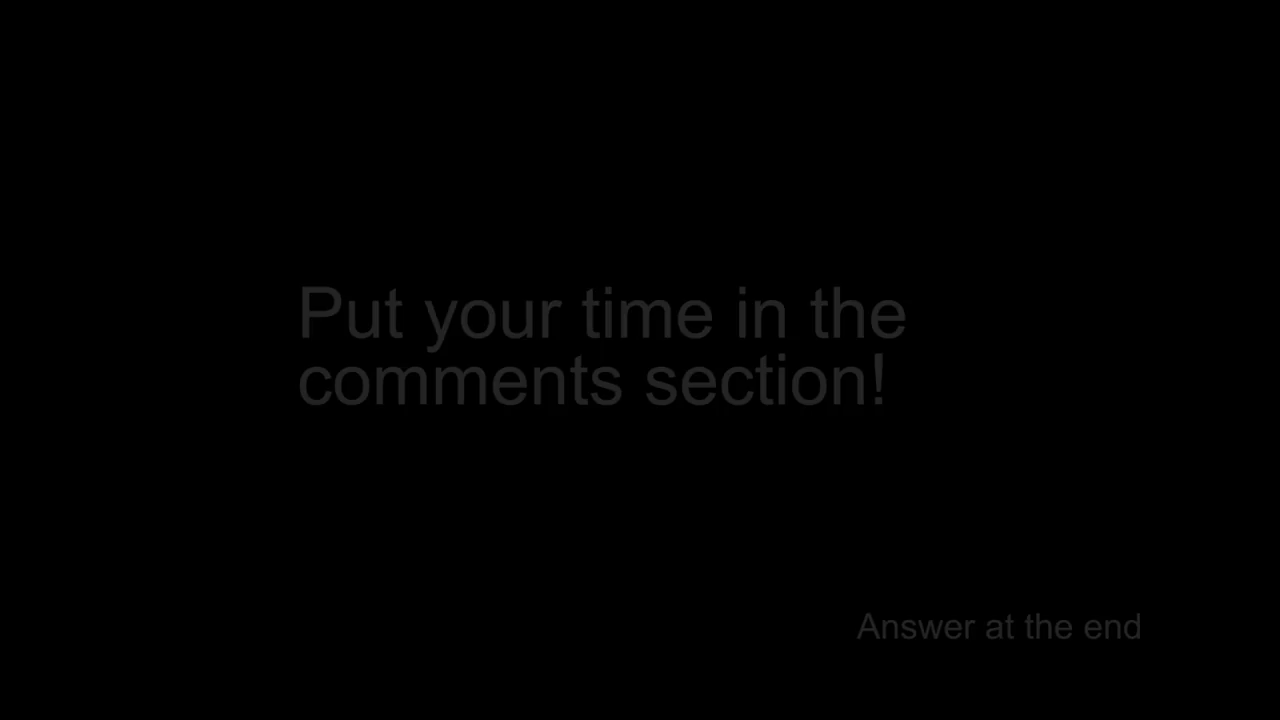 Put your time in the
comments section!
Answer at the end